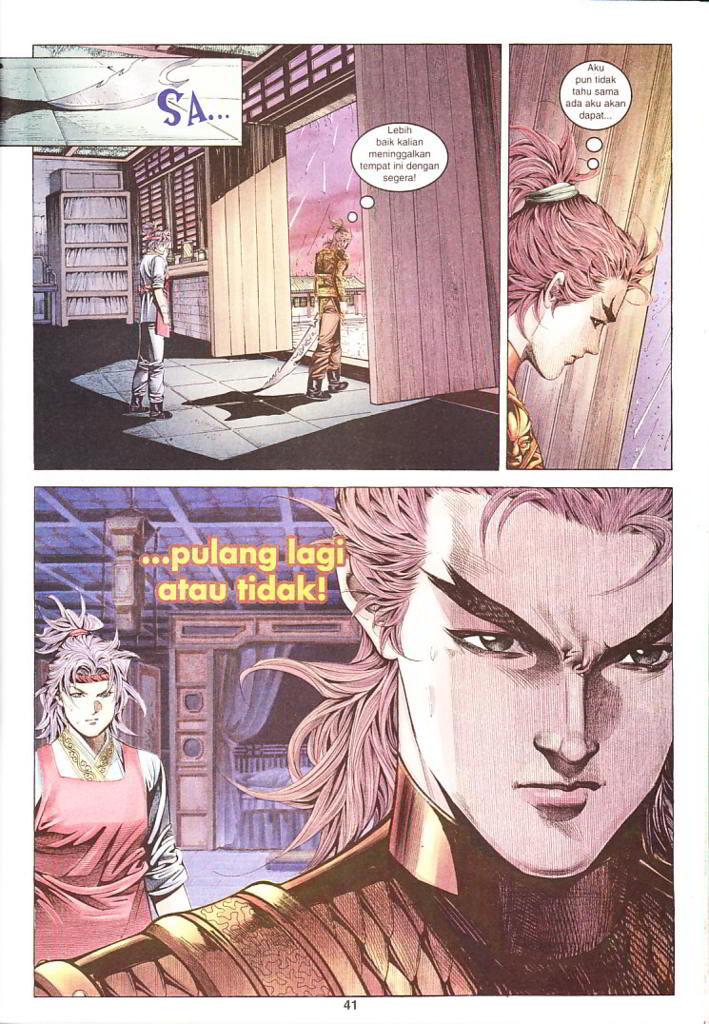 SA...
Lebih
baik kalian
meninggalkan
tempat ini dengan
segera!
Aku
pun tidak
tahu sama
ada aku akan
dapat...
...pulang lagi
atau tidak!
41